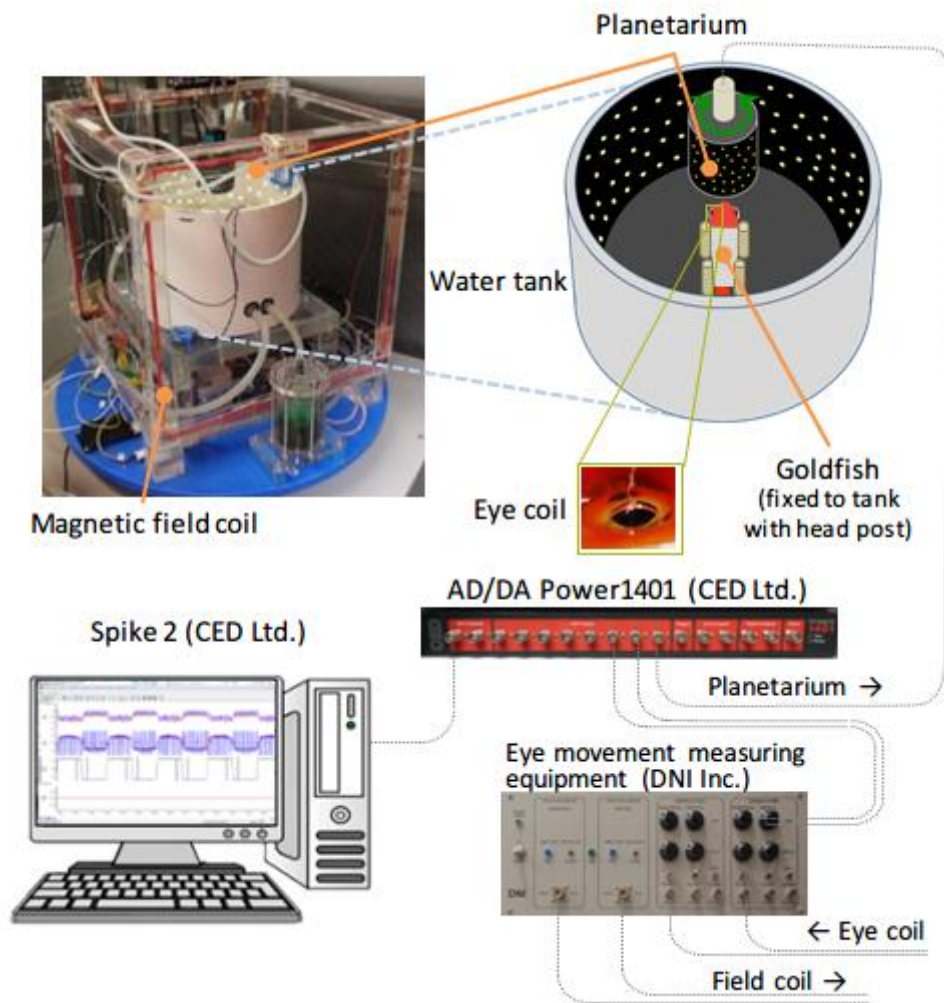 Planetarium
Water tank
Magnetic field coil
Eye coil
Goldfish
(fixed to tank
with head post)
AD/DA Power1401 (CED Ltd.)
Spike 2 (CED Ltd.)
Planetarium →
Eye movement measuring
equipment (DNI Inc.)
DNI
← Eye coil
Field coil →